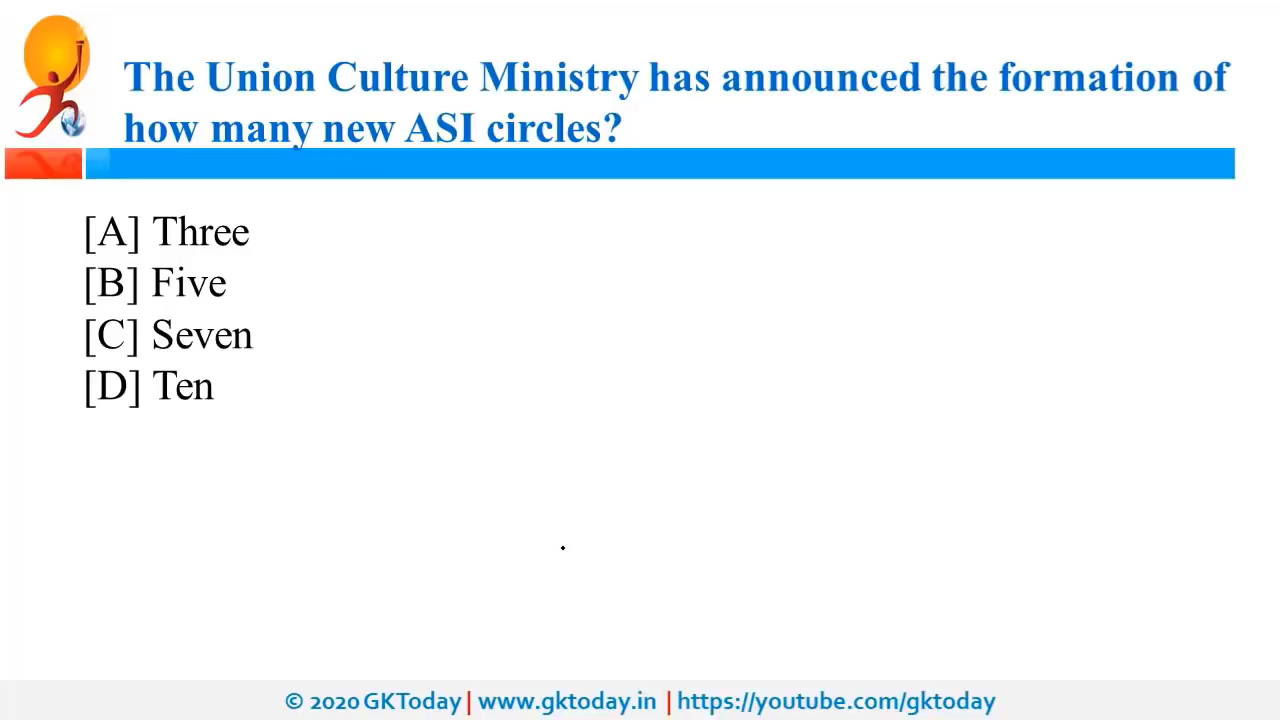 The Union Culture Ministry has announced the formation of
how many new ASI circles?
[A] Three
[B] Five
[C] Seven
[D] Ten
© 2020 GKToday | www.gktoday.in | https://youtube.com/gktoday